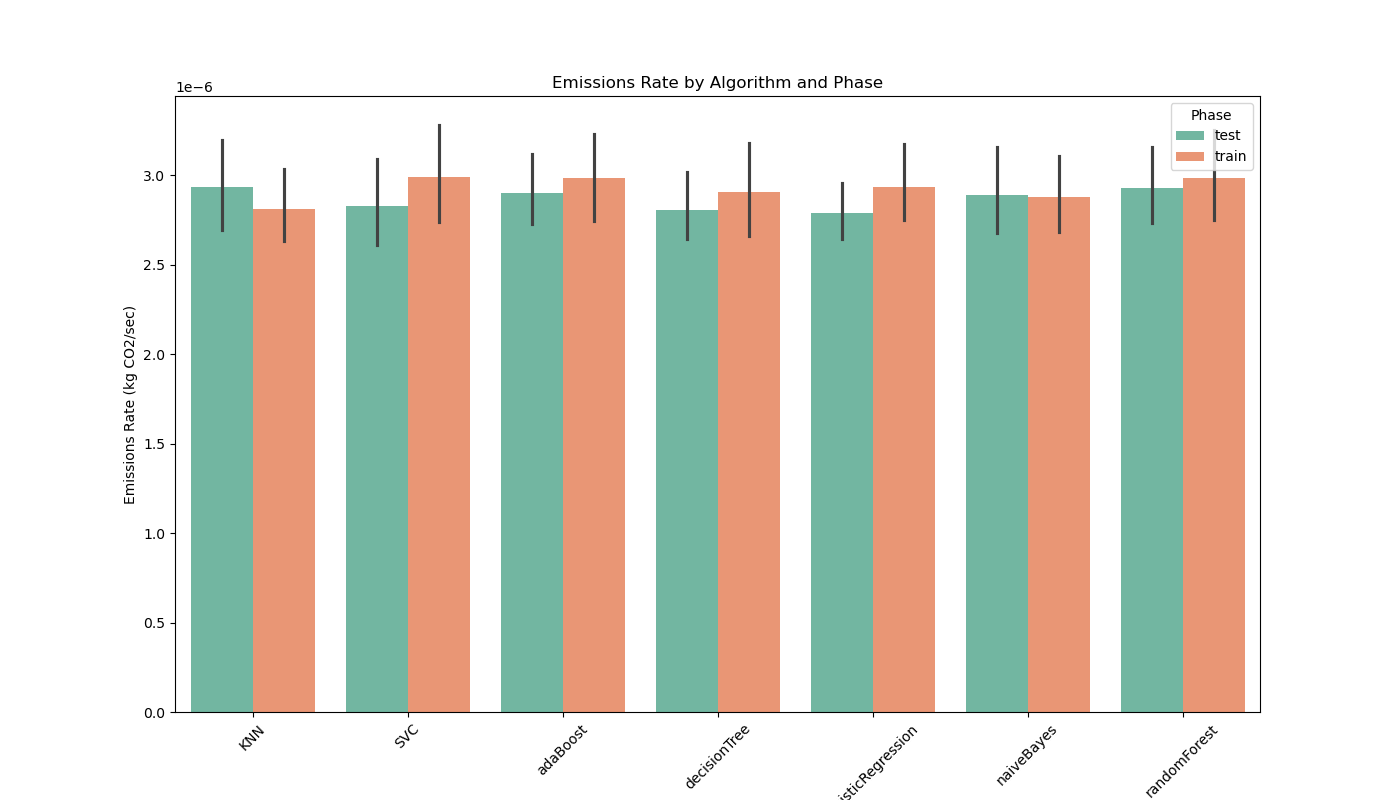 Emissions Rate by Algorithm and Phase
1e−6
Phase
test
train
3.0
2.5
2.0
1.5
1.0
0.5
0.0
Emissions Rate (kg CO2/sec)
KNN
SVC
adaBoost
decisionTree
isticRegression
naiveBayes
randomForest